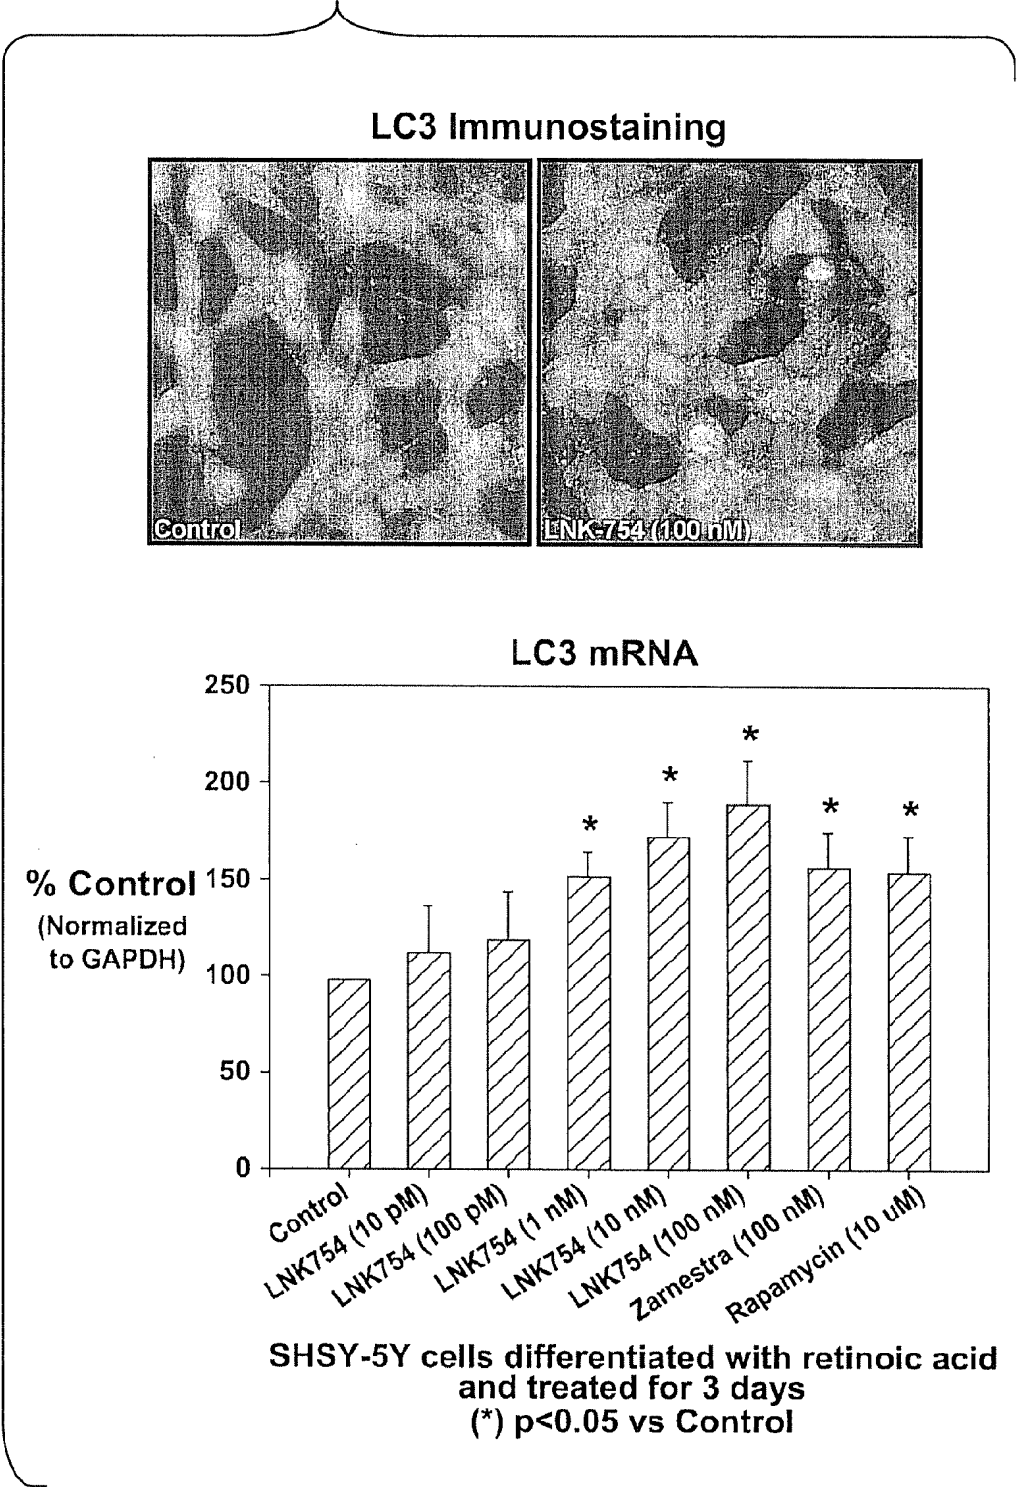 LC3 Immunostaining
Control
LNK-754 (100 nM)
LC3 mRNA
250
200
150
100
50
0
% Control
(Normalized
to GAPDH)
*
*
*
*
*
Control
LNK754 (10 pM)
LNK754 (100 pM)
LNK754 (1 nM)
LNK754 (10 nM)
LNK754 (100 nM)
Zarnestra (100 nM)
Rapamycin (10 uM)
SHSY-5Y cells differentiated with retinoic acid
and treated for 3 days
(*) p<0.05 vs Control